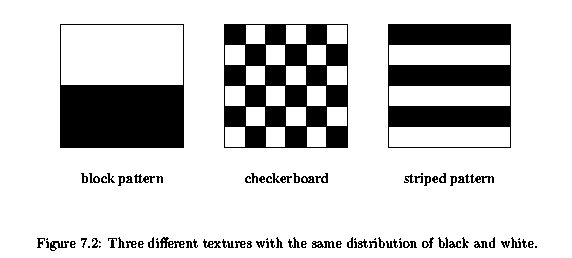 block pattern
checkerboard
striped pattern
Figure 7.2: Three different textures with the same distribution of black and white.